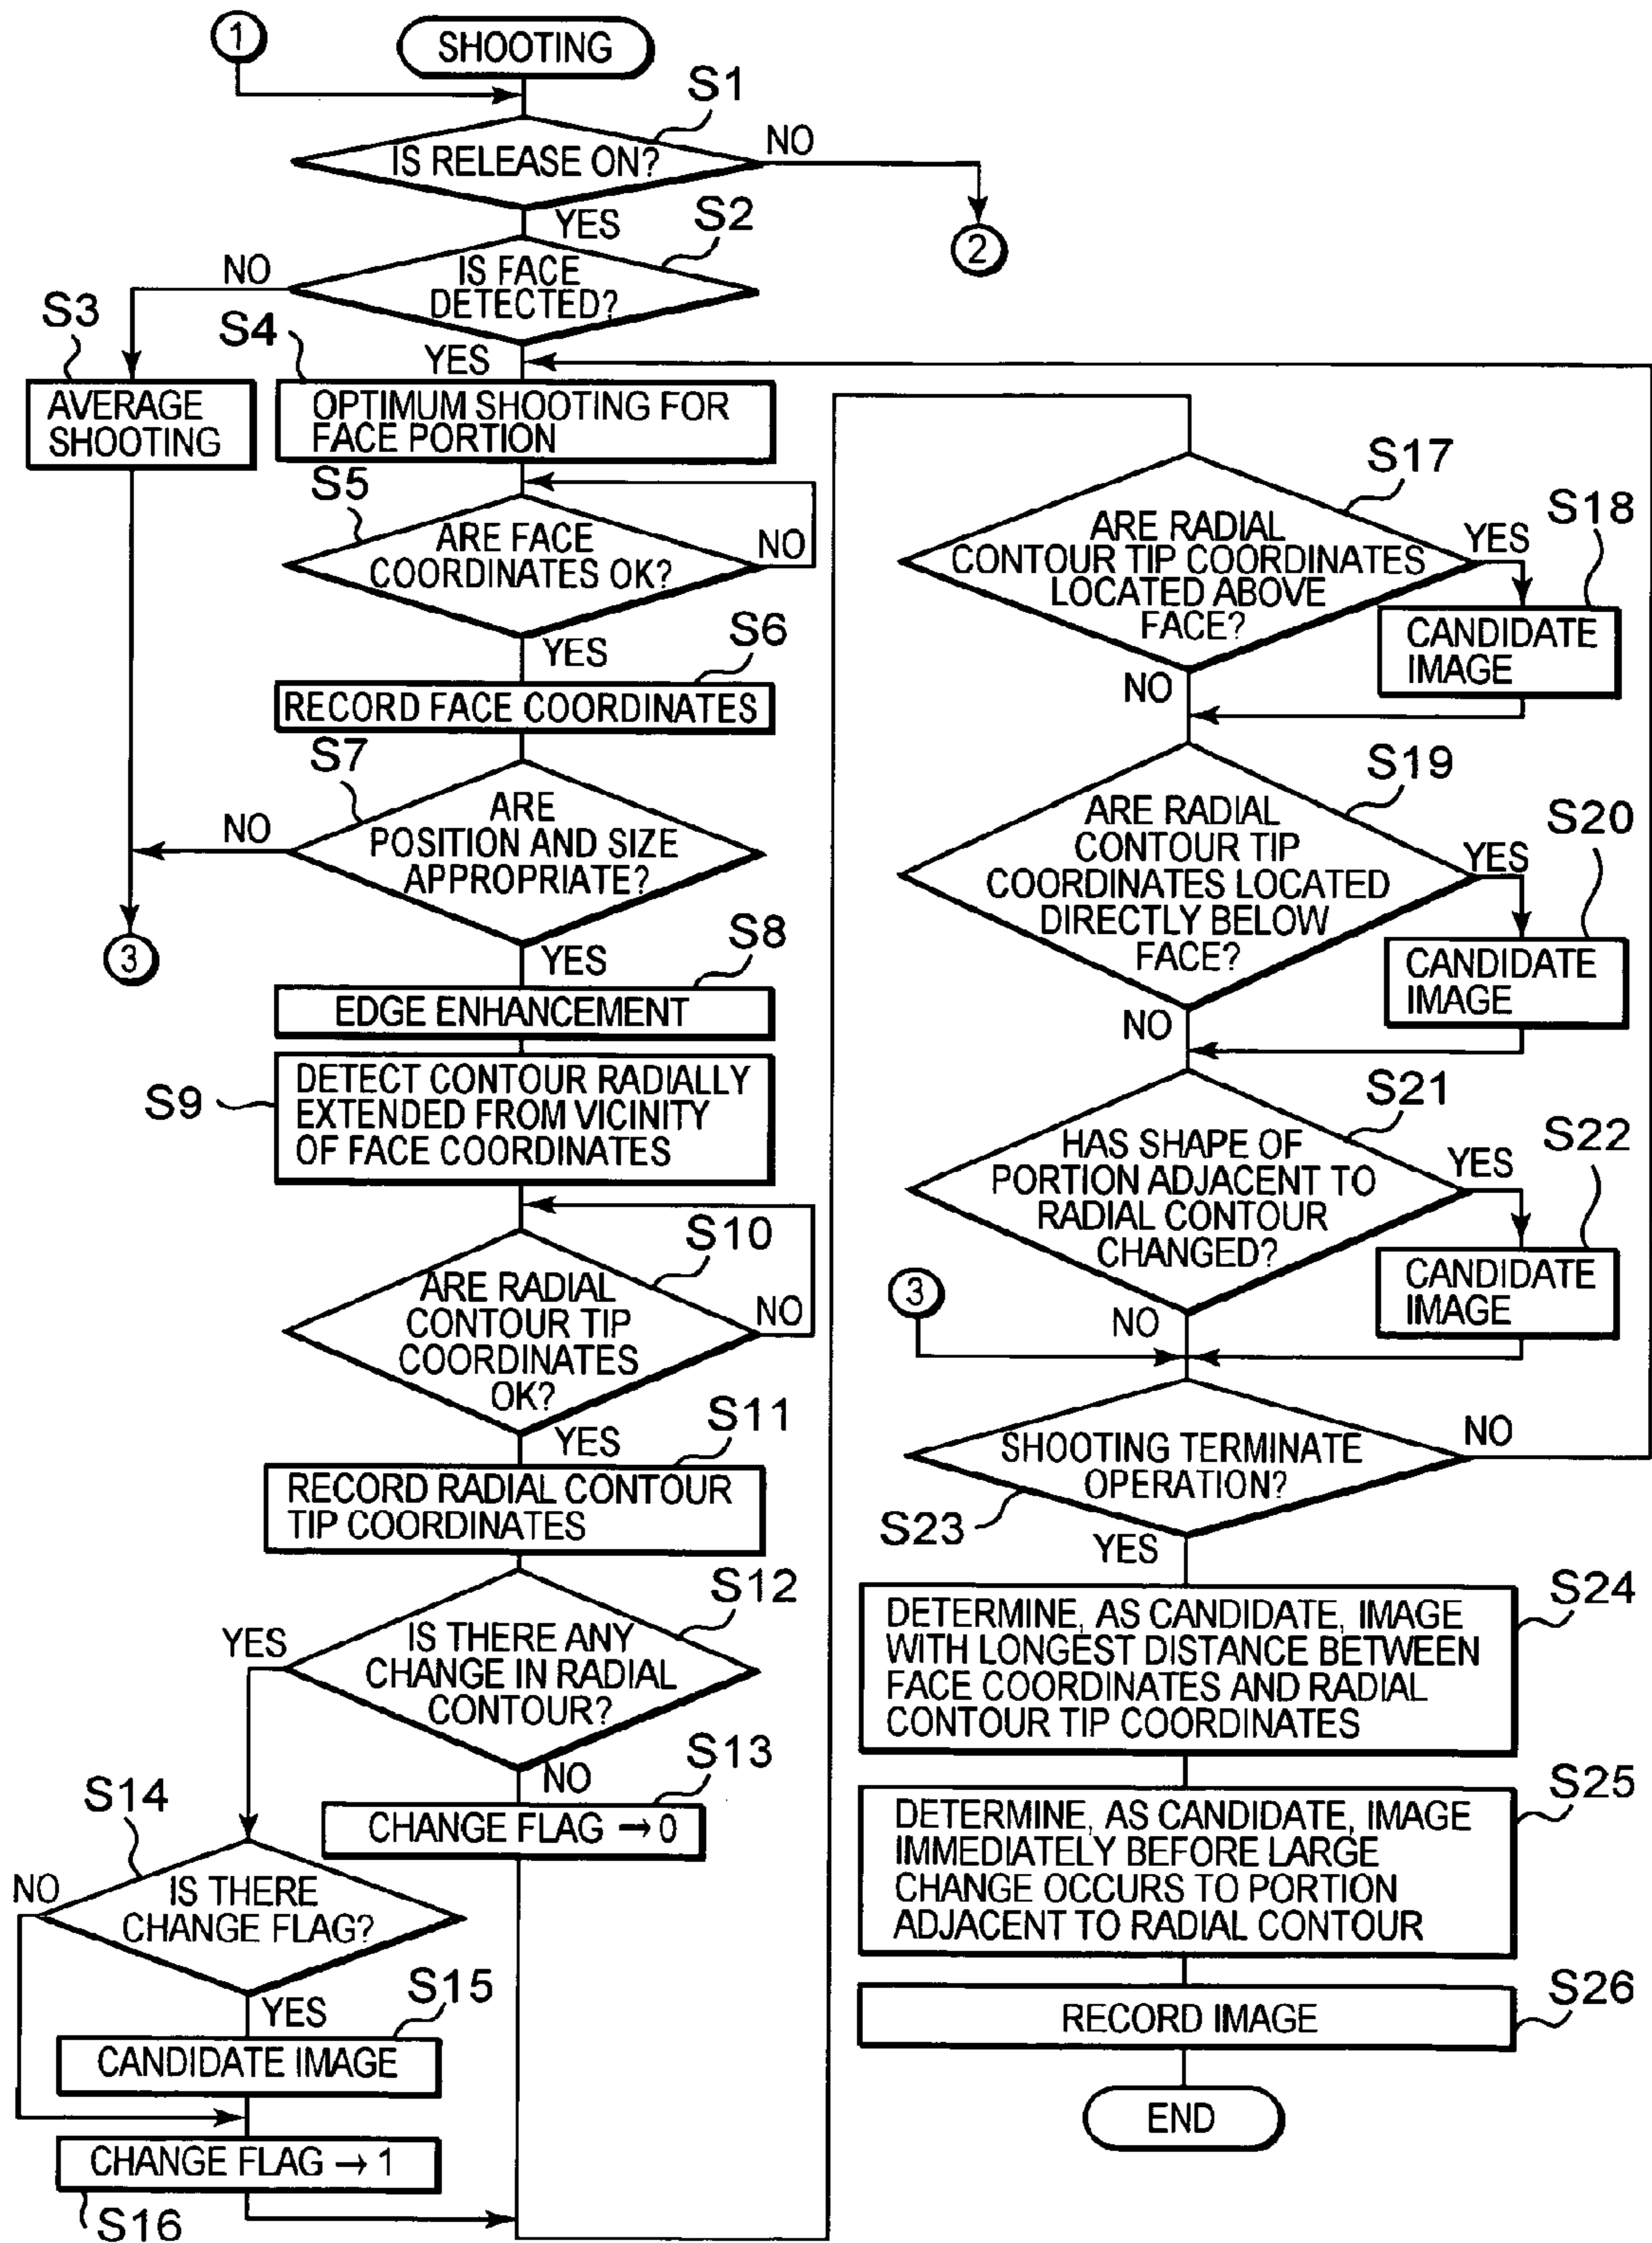 1
SHOOTING
S1
IS RELEASE ON?
NO
2
YES
S2
IS FACE
DETECTED?
NO
YES
S3
AVERAGE
SHOOTING
S4
OPTIMUM SHOOTING FOR
FACE PORTION
S5
ARE FACE
COORDINATES OK?
NO
YES
S6
RECORD FACE COORDINATES
S7
ARE
POSITION AND SIZE
APPROPRIATE?
NO
3
YES
S8
EDGE ENHANCEMENT
S9
DETECT CONTOUR RADIALLY
EXTENDED FROM VICINITY
OF FACE COORDINATES
S10
ARE RADIAL
CONTOUR TIP
COORDINATES
OK?
NO
YES
S11
RECORD RADIAL CONTOUR
TIP COORDINATES
S12
IS THERE ANY
CHANGE IN RADIAL
CONTOUR?
YES
NO
S13
CHANGE FLAG → 0
S14
IS THERE
CHANGE FLAG?
NO
YES
S15
CANDIDATE IMAGE
CHANGE FLAG → 1
S16
S17
ARE RADIAL
CONTOUR TIP COORDINATES
LOCATED ABOVE
FACE?
YES
S18
CANDIDATE
IMAGE
NO
S19
ARE RADIAL
CONTOUR TIP
COORDINATES LOCATED
DIRECTLY BELOW
FACE?
YES
S20
CANDIDATE
IMAGE
NO
S21
HAS SHAPE OF
PORTION ADJACENT TO
RADIAL CONTOUR
CHANGED?
YES
S22
CANDIDATE
IMAGE
3
NO
SHOOTING TERMINATE
OPERATION?
NO
S23
YES
S24
DETERMINE, AS CANDIDATE, IMAGE
WITH LONGEST DISTANCE BETWEEN
FACE COORDINATES AND RADIAL
CONTOUR TIP COORDINATES
S25
DETERMINE, AS CANDIDATE, IMAGE
IMMEDIATELY BEFORE LARGE
CHANGE OCCURS TO PORTION
ADJACENT TO RADIAL CONTOUR
S26
RECORD IMAGE
END